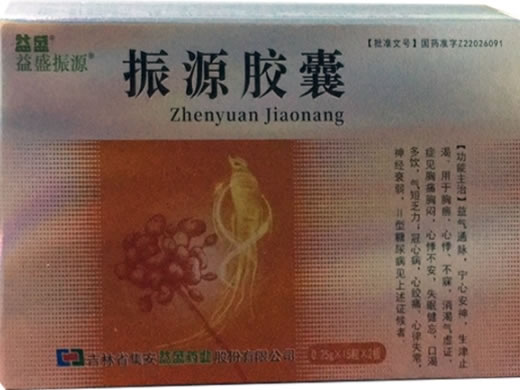 益盛®
益盛振源®
【批准文号】国药准字Z22026091
振源胶囊
Zhenyuan Jiaonang
【功能主治】益气通脉，宁心安神，生津止
渴。用于胸痹、心悸、不寐、消渴气虚证，
症见胸痛胸闷，心悸不安，失眠健忘，口渴
多饮，气短乏力；冠心病，心绞痛，心律失常，
神经衰弱，II型糖尿病见上述证候者
吉林省集安益盛药业股份有限公司
0.25g×15粒×2板